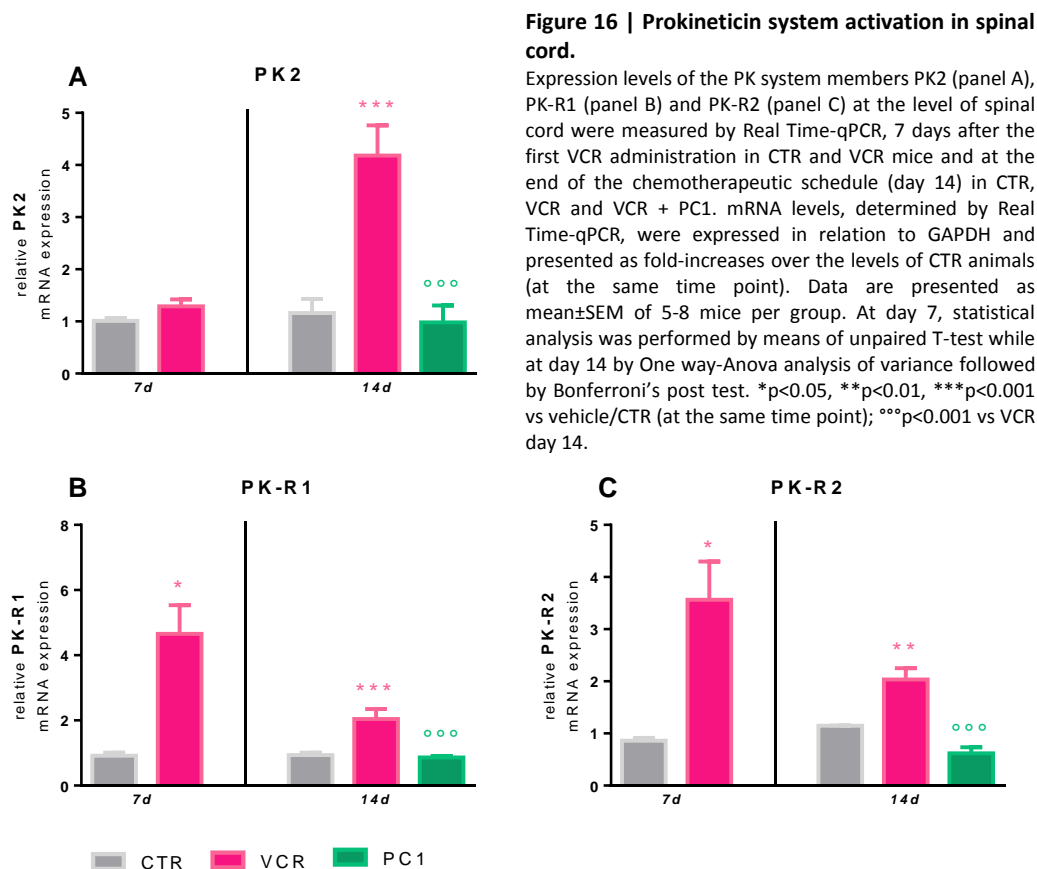 Figure 16 | Prokineticin system activation in spinal
cord.
Expression levels of the PK system members PK2 (panel A),
PK-R1 (panel B) and PK-R2 (panel C) at the level of spinal
cord were measured by Real Time-qPCR, 7 days after the
first VCR administration in CTR and VCR mice and at the
end of the chemotherapeutic schedule (day 14) in CTR,
VCR and VCR + PC1. mRNA levels, determined by Real
Time-qPCR, were expressed in relation to GAPDH and
presented as fold-increases over the levels of CTR animals
(at the same time point). Data are presented as
mean±SEM of 5-8 mice per group. At day 7, statistical
analysis was performed by means of unpaired T-test while
at day 14 by One way-Anova analysis of variance followed
by Bonferroni's post test. *p<0.05, **p<0.01, ***p<0.001
vs vehicle/CTR (at the same time point); °°°p<0.001 vs VCR
day 14.
A
PK2
relative PK2
mRNA expression
5
4
3
2
1
0
***
°°°
7d
14d
B
PK-R1
relative PK-R1
mRNA expression
8
6
4
2
0
*
***
°°°
7d
14d
C
PK-R2
relative PK-R2
mRNA expression
5
4
3
2
1
0
*
**
°°°
7d
14d
CTR VCR PC1